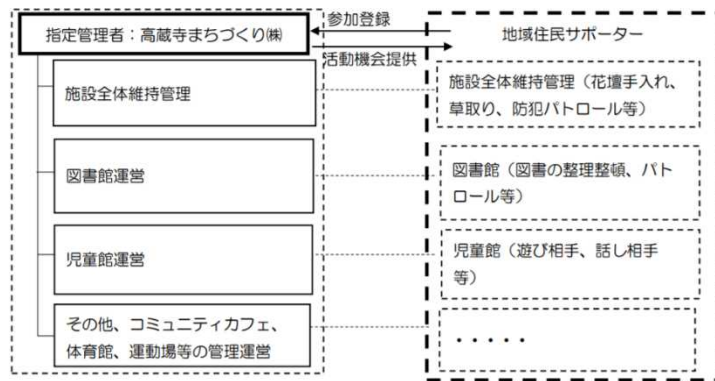 指定管理者：高蔵寺まちづくり㈱
参加登録
活動機会提供
地域住民サポーター
施設全体維持管理
施設全体維持管理（花壇手入れ、
草取り、防犯パトロール等）
図書館運営
図書館（図書の整理整頓、パト
ロール等）
児童館運営
児童館（遊び相手、話し相手
等）
その他、コミュニティカフェ、
体育館、運動場等の管理運営
・・・・・